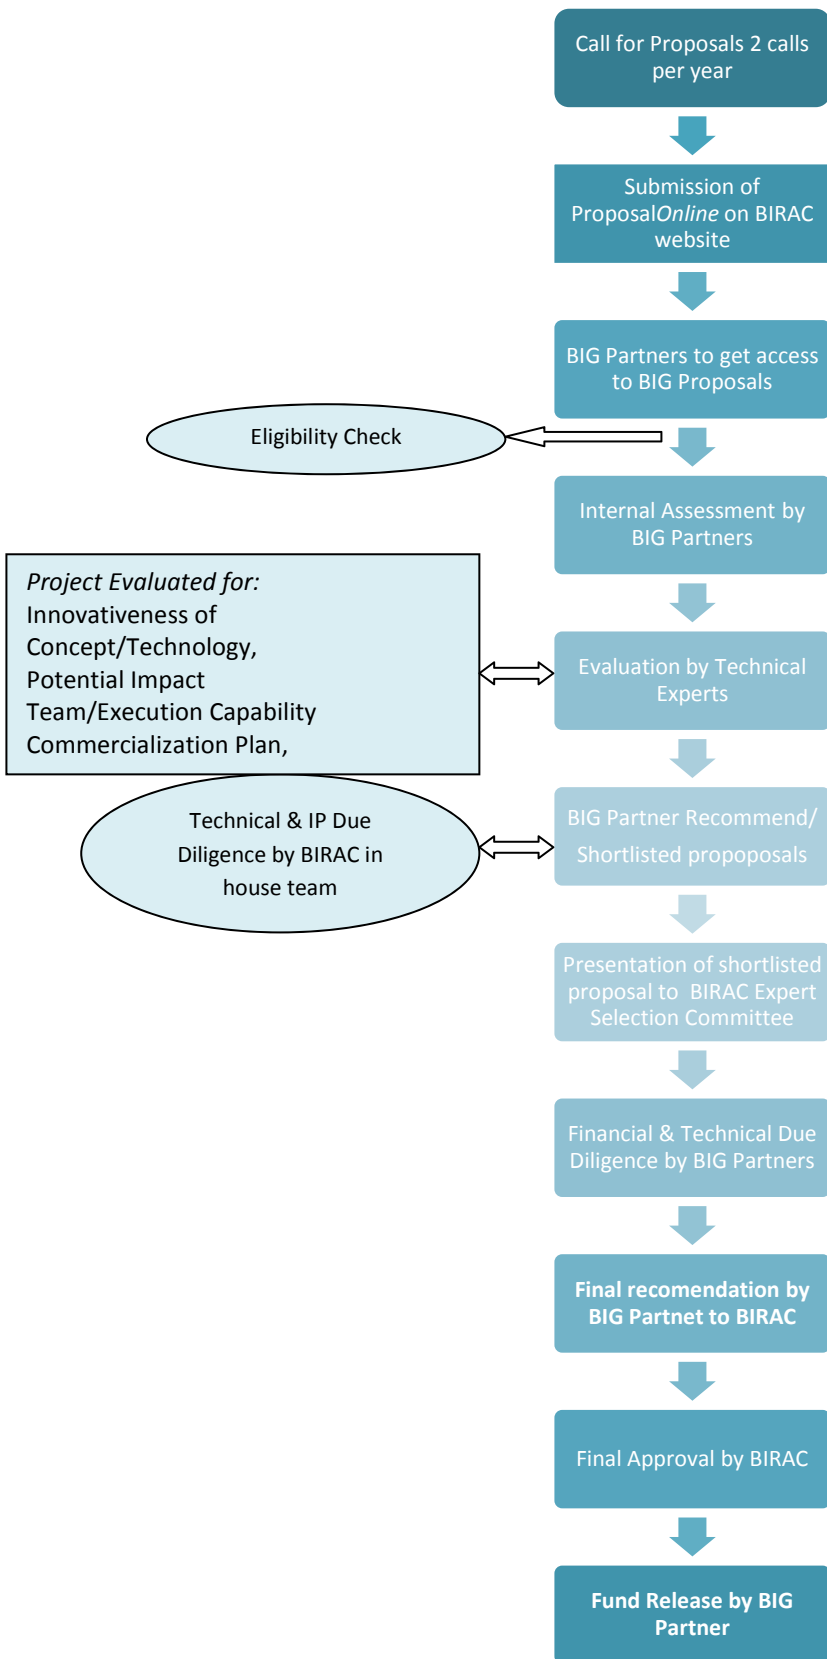 Call for Proposals 2 calls
per year
Submission of
ProposalOnline on BIRAC
website
BIG Partners to get access
to BIG Proposals
Eligibility Check
Internal Assessment by
BIG Partners
Project Evaluated for:
Innovativeness of
Concept/Technology,
Potential Impact
Team/Execution Capability
Commercialization Plan,
Evaluation by Technical
Experts
Technical & IP Due
Diligence by BIRAC in
house team
BIG Partner Recommend/
Shortlisted propoposals
Presentation of shortlisted
proposal to  BIRAC Expert
Selection Committee
Financial & Technical Due
Diligence by BIG Partners
Final recomendation by
BIG Partnet to BIRAC
Final Approval by BIRAC
Fund Release by BIG
Partner